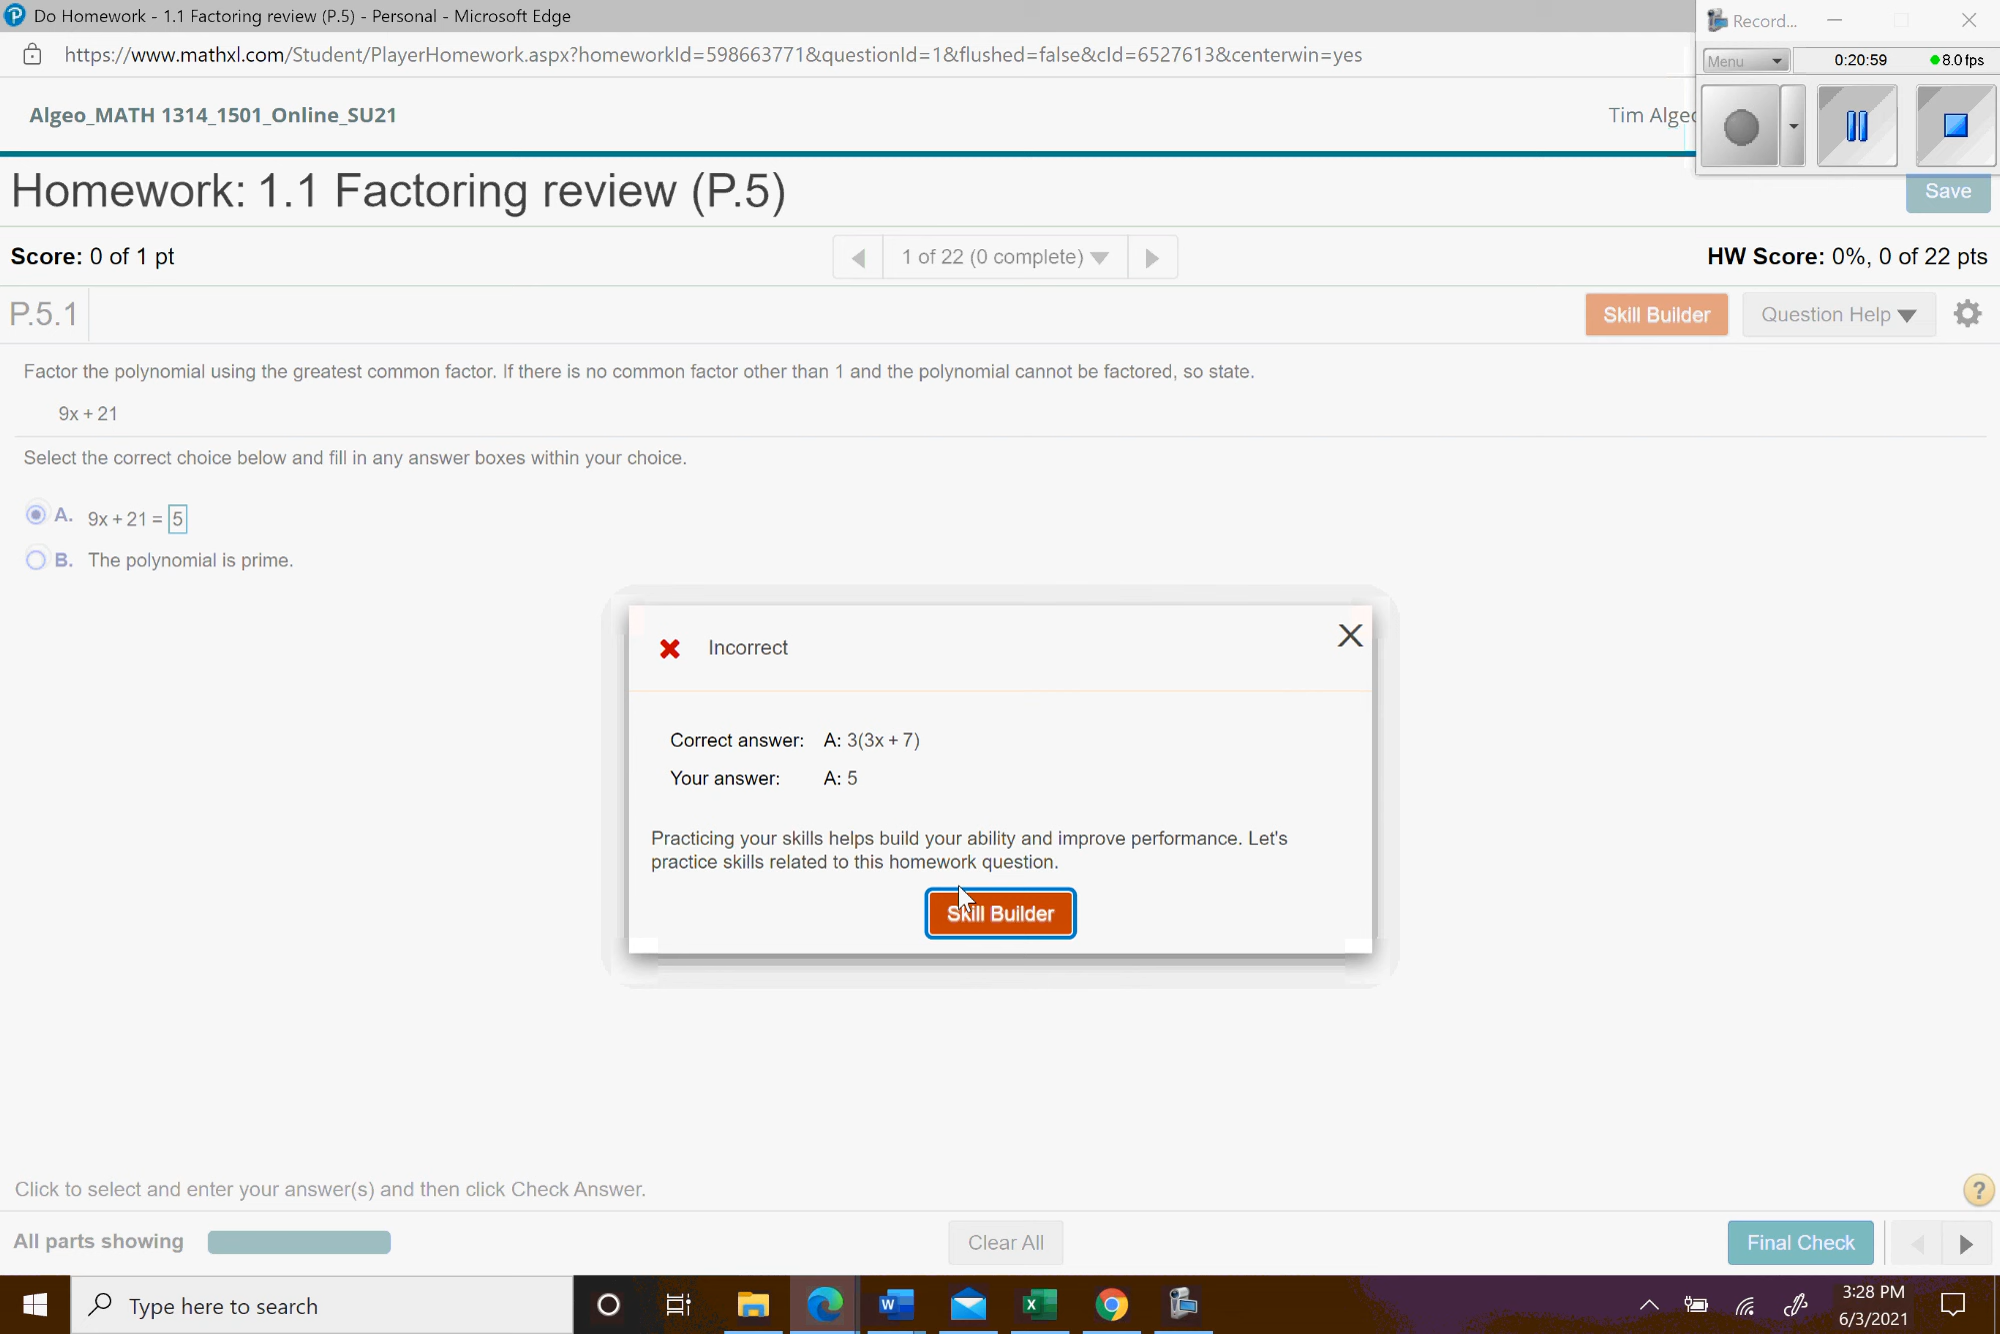 Do Homework - 1.1 Factoring review (P.5) - Personal - Microsoft Edge
Record...
https://www.mathxl.com/Student/PlayerHomework.aspx?homeworkId=598663771&questionId=1&flushed=false&cId=6527613&centerwin=yes
Menu
0:20:59
8.0 fps
Algeo_MATH 1314_1501_Online_SU21
Tim Algeo
Homework: 1.1 Factoring review (P.5)
Save
Score: 0 of 1 pt
1 of 22 (0 complete)
HW Score: 0%, 0 of 22 pts
P.5.1
Skill Builder
Question Help
Factor the polynomial using the greatest common factor. If there is no common factor other than 1 and the polynomial cannot be factored, so state.
9x + 21
Select the correct choice below and fill in any answer boxes within your choice.
A. 9x + 21 = 5
B. The polynomial is prime.
Incorrect
Correct answer: A: 3(3x + 7)
Your answer: A: 5
Practicing your skills helps build your ability and improve performance. Let's
practice skills related to this homework question.
Skill Builder
Click to select and enter your answer(s) and then click Check Answer.
?
All parts showing
Clear All
Final Check
Type here to search
3:28 PM
6/3/2021